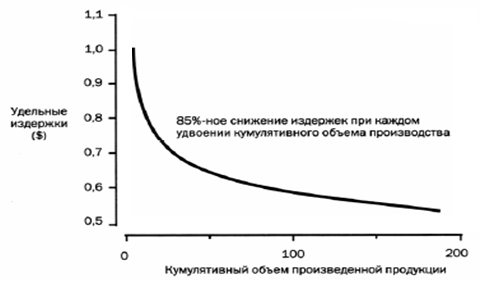 1,1
1,0
0,9
0,8
0,7
0,6
0,5
Удельные
издержки
($)
85%-ное снижение издержек при каждом
удвоении кумулятивного объема производства
0 100 200
Кумулятивный объем произведенной продукции